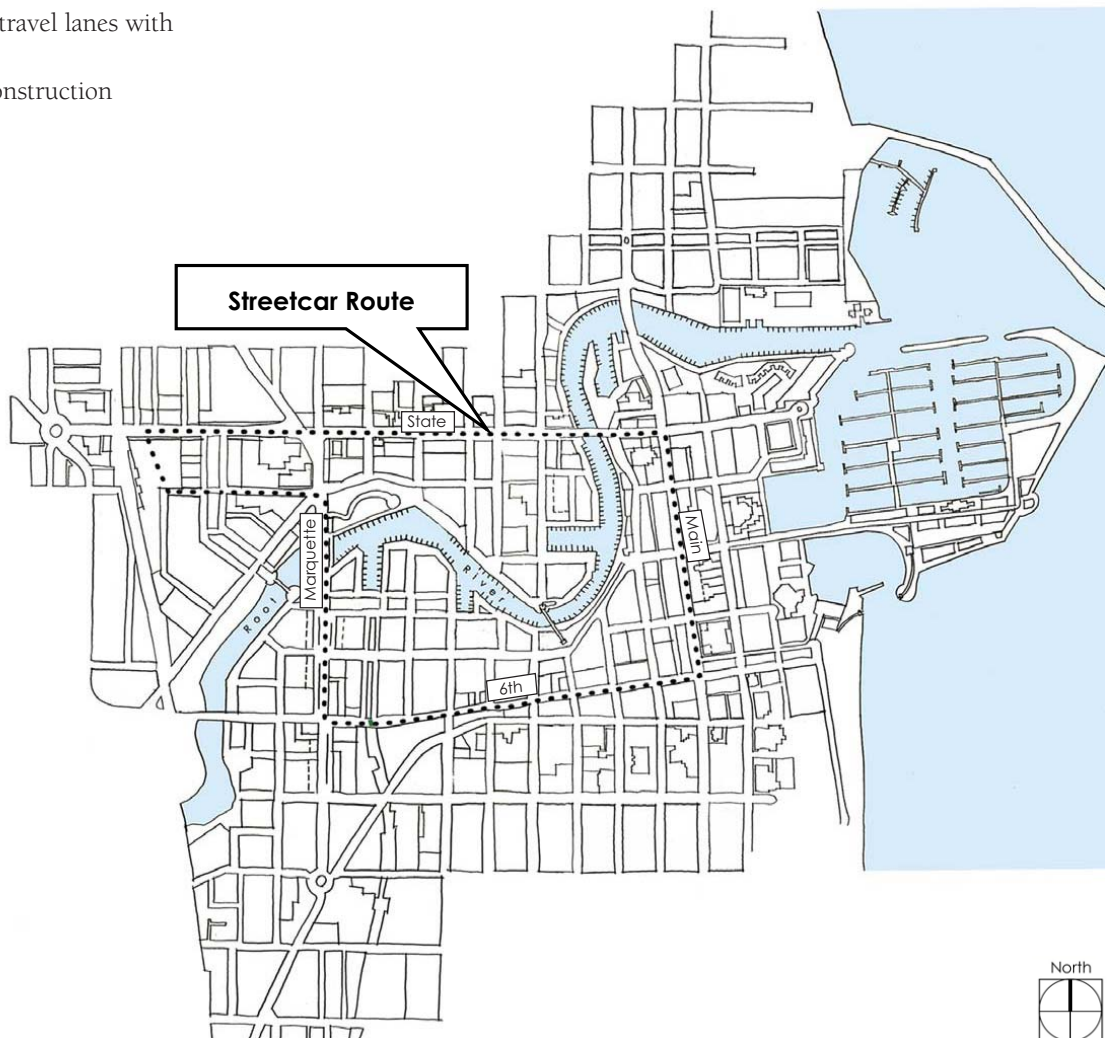 travel lanes with
onstruction
Streetcar Route
State
Marquette
Main
Root
River
6th
North